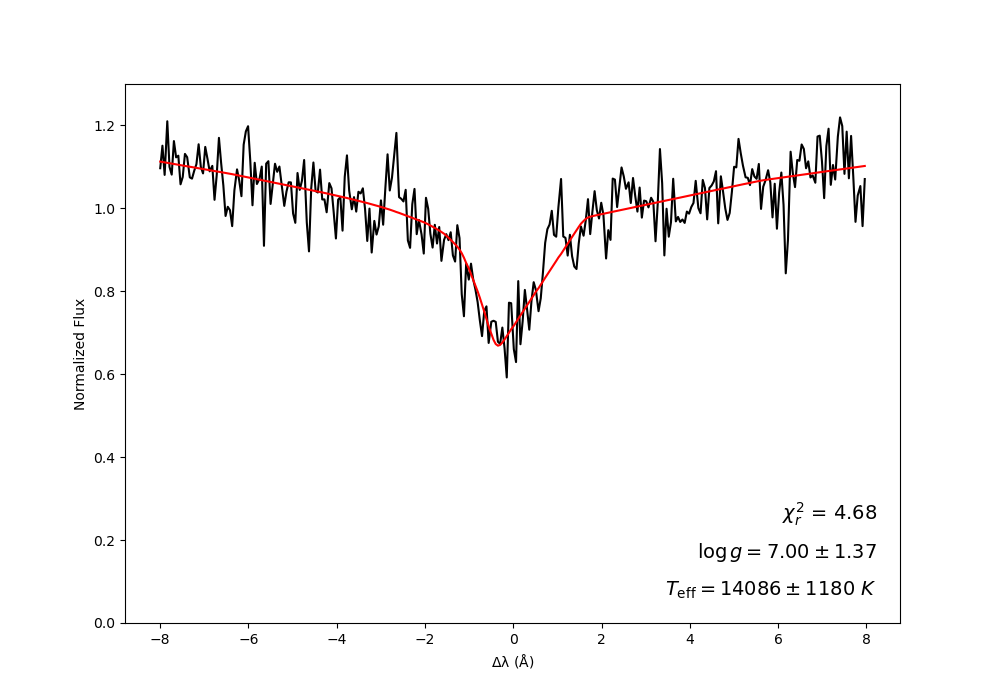 1.2
1.0
0.8
0.6
0.4
0.2
0.0
Normalized Flux
χ²ᵣ = 4.68
log g = 7.00 ± 1.37
T_eff = 14086 ± 1180 K
−8 −6 −4 −2 0 2 4 6 8
Δλ (Å)